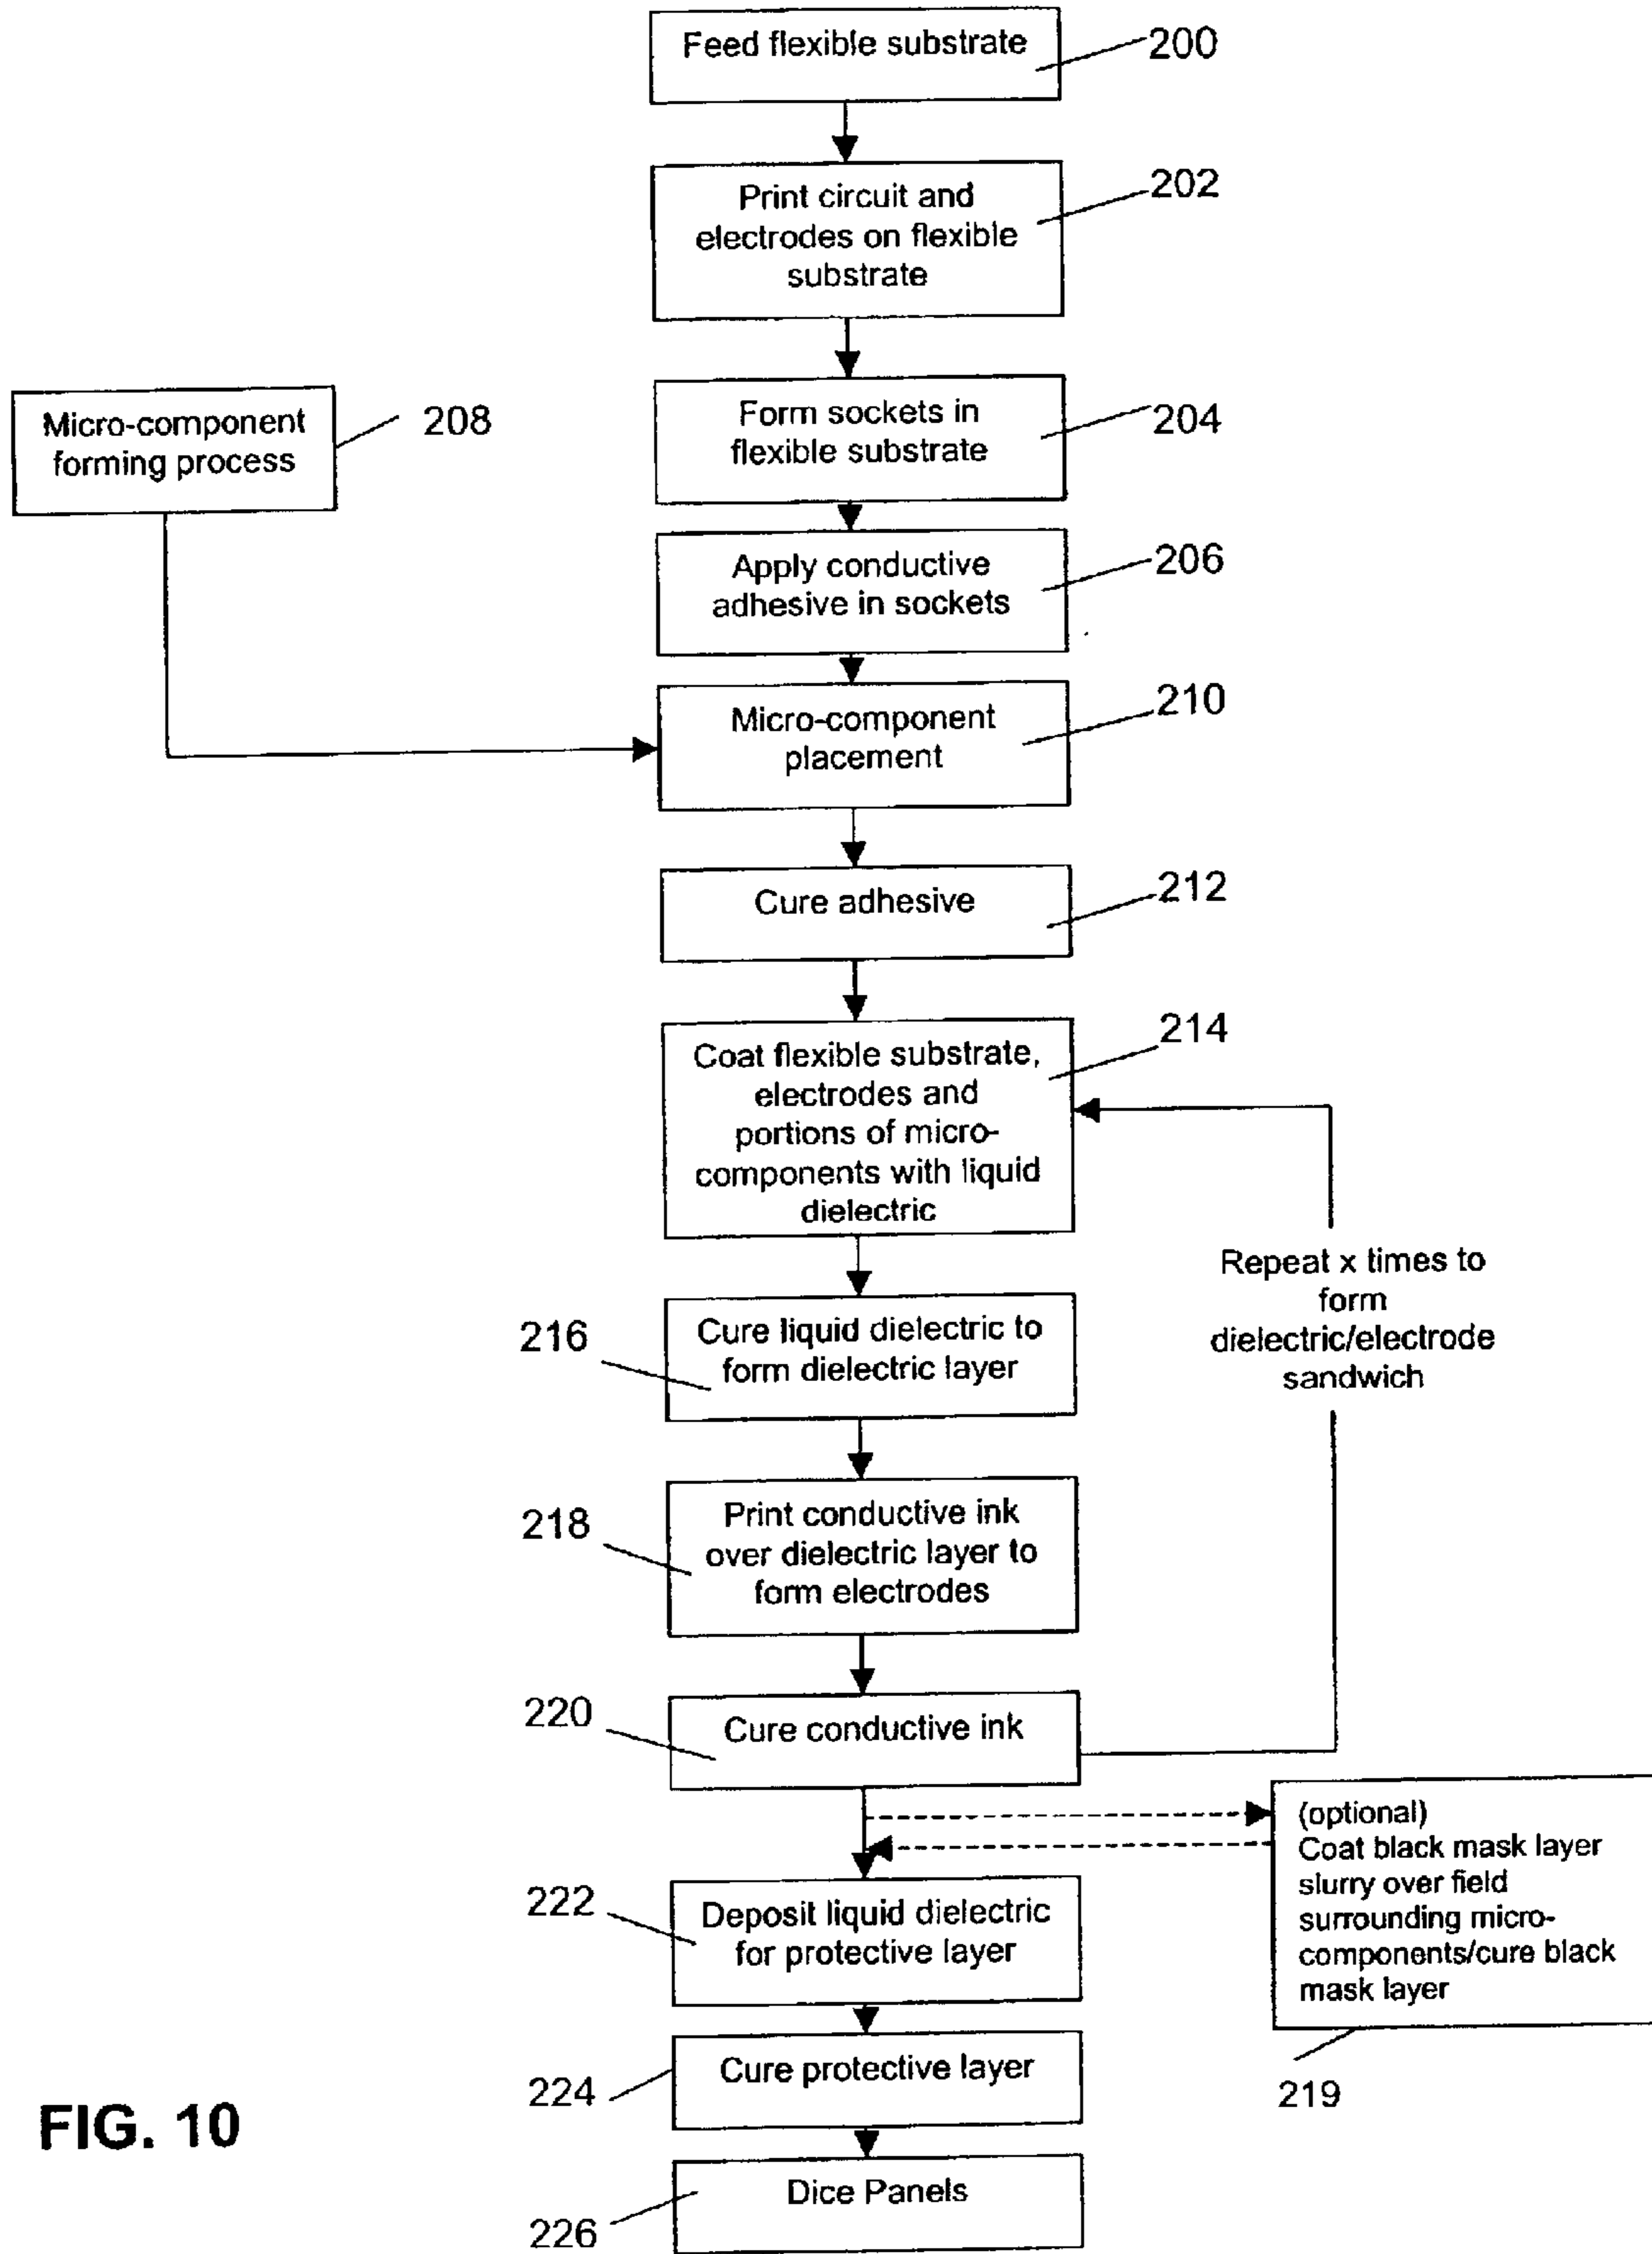 Feed flexible substrate
200
Print circuit and
electrodes on flexible
substrate
202
Form sockets in
flexible substrate
204
Micro-component
forming process
208
Apply conductive
adhesive in sockets
206
Micro-component
placement
210
Cure adhesive
212
Coat flexible substrate,
electrodes and
portions of micro-
components with liquid
dielectric
214
Repeat x times to
form
dielectric/electrode
sandwich
216
Cure liquid dielectric to
form dielectric layer
218
Print conductive ink
over dielectric layer to
form electrodes
220
Cure conductive ink
(optional)
Coat black mask layer
slurry over field
surrounding micro-
components/cure black
mask layer
219
222
Deposit liquid dielectric
for protective layer
224
Cure protective layer
226
Dice Panels
FIG. 10